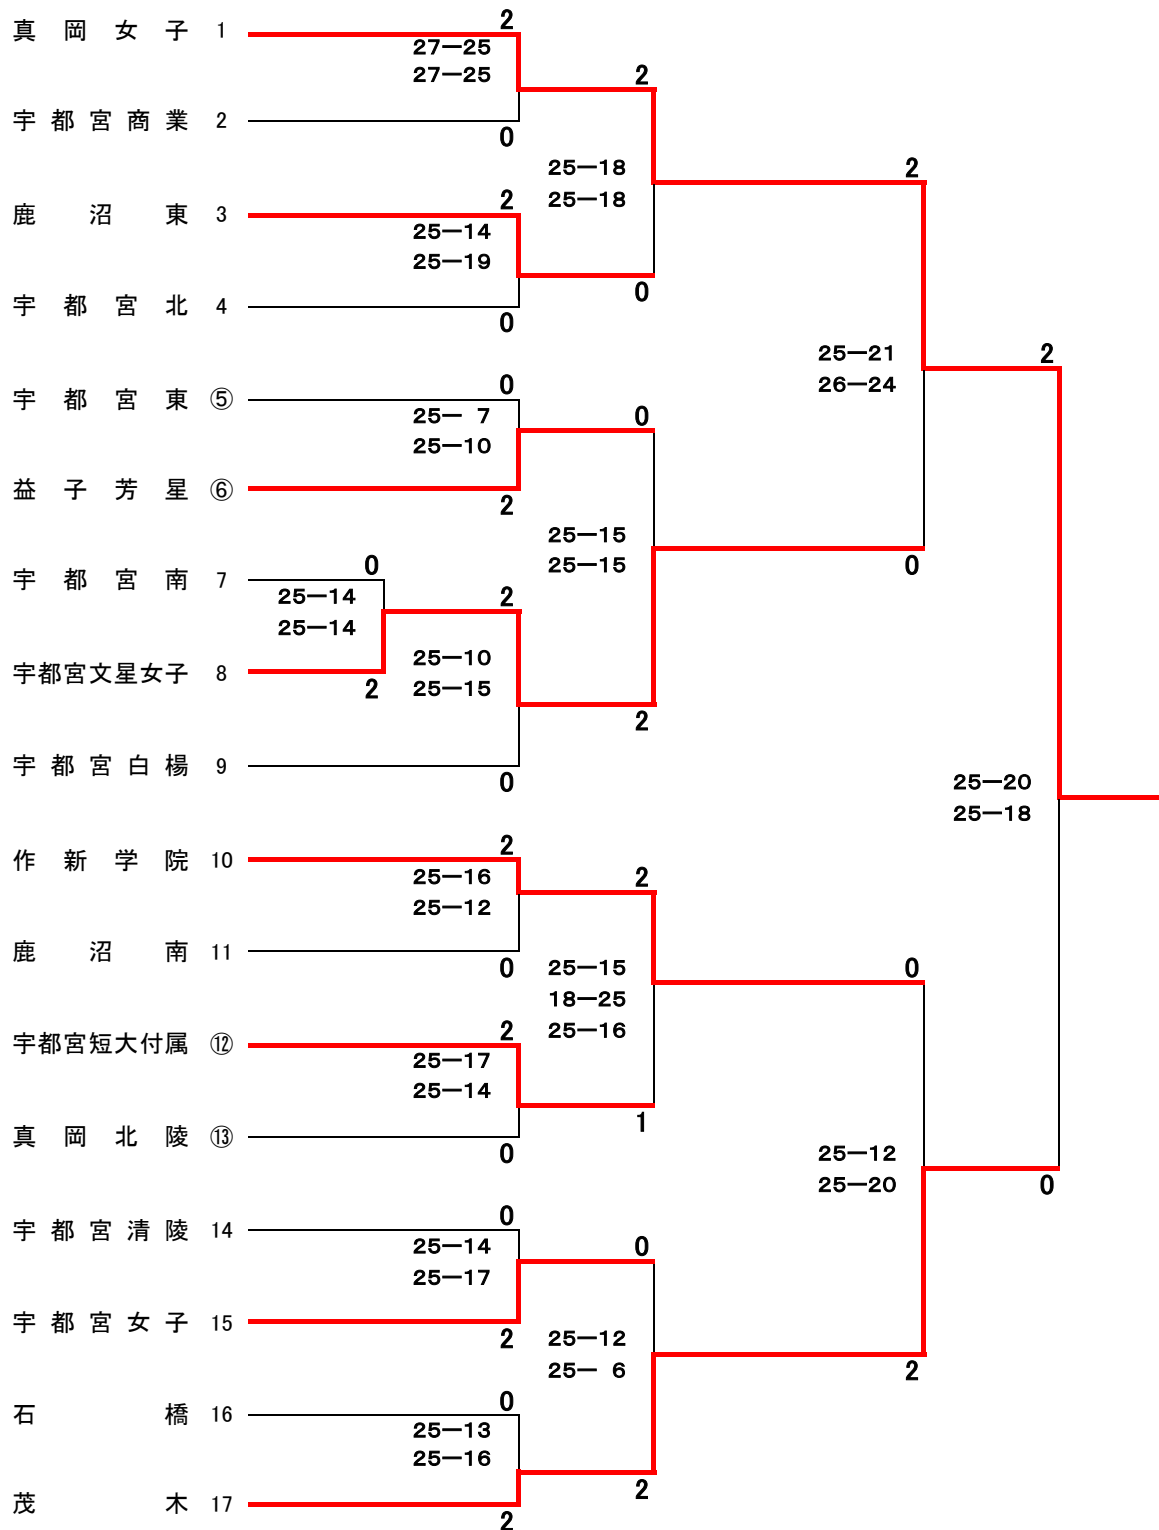 真岡女子 1 2
27―25
27―25 2
宇都宮商業 2 0
25―18 2
25―18
鹿沼東 3 2
25―14
25―19
0
宇都宮北 4 0
25―21 2
26―24
宇都宮東 ⑤ 0
25― 7 0
25―10
益子芳星 ⑥ 2
25―15
25―15
0
宇都宮南 7 0
25―14 2
25―14
25―10
宇都宮文星女子 8 2 25―15
2
宇都宮白楊 9 0
25―20
25―18
作新学院 10 2
25―16 2
25―12
鹿沼南 11 0
25―15 0
18―25
25―16
宇都宮短大付属 ⑫ 2
25―17
25―14
1
真岡北陵 ⑬ 0
25―12
25―20 0
宇都宮清陵 14 0
25―14 0
25―17
宇都宮女子 15 2
25―12
25― 6 2
石橋 16 0
25―13
25―16
2
茂木 17 2